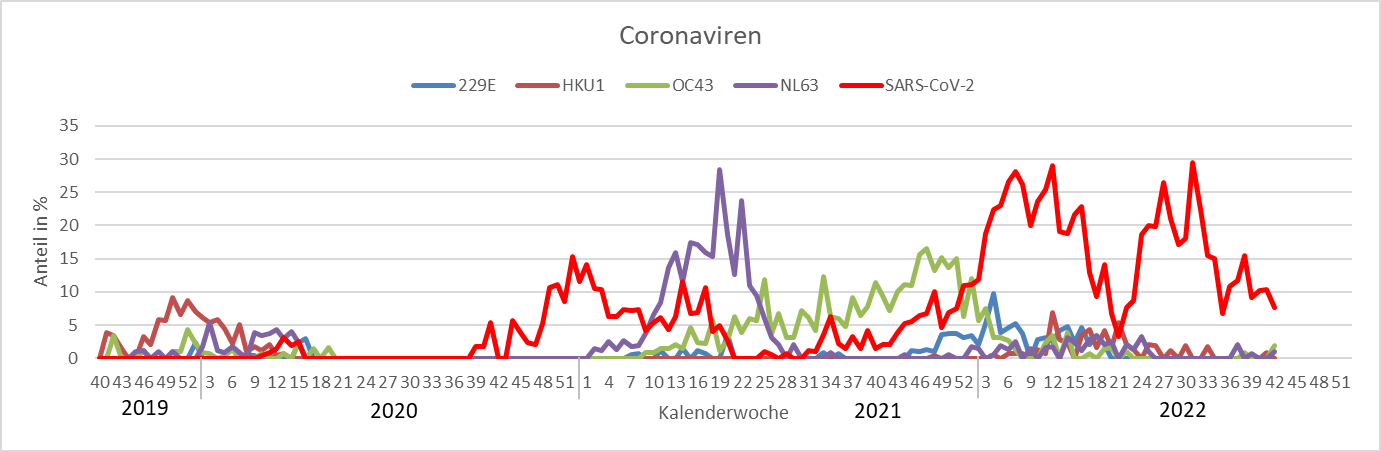 Coronaviren
229E HKU1 OC43 NL63 SARS-CoV-2
Anteil in %
35
30
25
20
15
10
5
0
40 43 46 49 52 3 6 9 12 15 18 21 24 27 30 33 36 39 42 45 48 51 1 4 7 10 13 16 19 22 25 28 31 34 37 40 43 46 49 52 3 6 9 12 15 18 21 24 27 30 33 36 39 42 45 48 51
2019 2020 Kalenderwoche 2021 2022